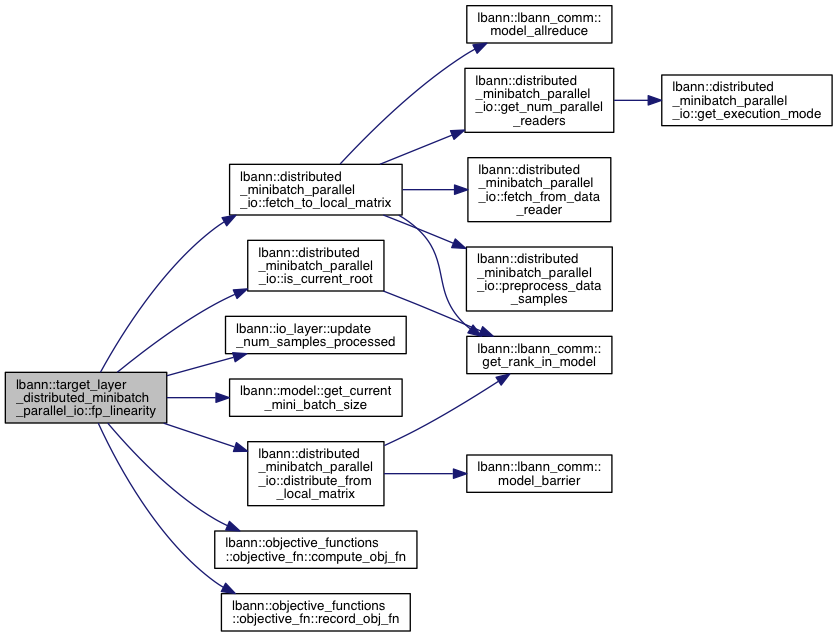 lbann::lbann_comm::
model_allreduce
lbann::distributed
_minibatch_parallel
_io::get_num_parallel
_readers
lbann::distributed
_minibatch_parallel
_io::get_execution_mode
lbann::distributed
_minibatch_parallel
_io::fetch_to_local_matrix
lbann::distributed
_minibatch_parallel
_io::fetch_from_data
_reader
lbann::distributed
_minibatch_parallel
_io::is_current_root
lbann::distributed
_minibatch_parallel
_io::preprocess_data
_samples
lbann::io_layer::update
_num_samples_processed
lbann::lbann_comm::
get_rank_in_model
lbann::target_layer
_distributed_minibatch
_parallel_io::fp_linearity
lbann::model::get_current
_mini_batch_size
lbann::distributed
_minibatch_parallel
_io::distribute_from
_local_matrix
lbann::lbann_comm::
model_barrier
lbann::objective_functions
::objective_fn::compute_obj_fn
lbann::objective_functions
::objective_fn::record_obj_fn